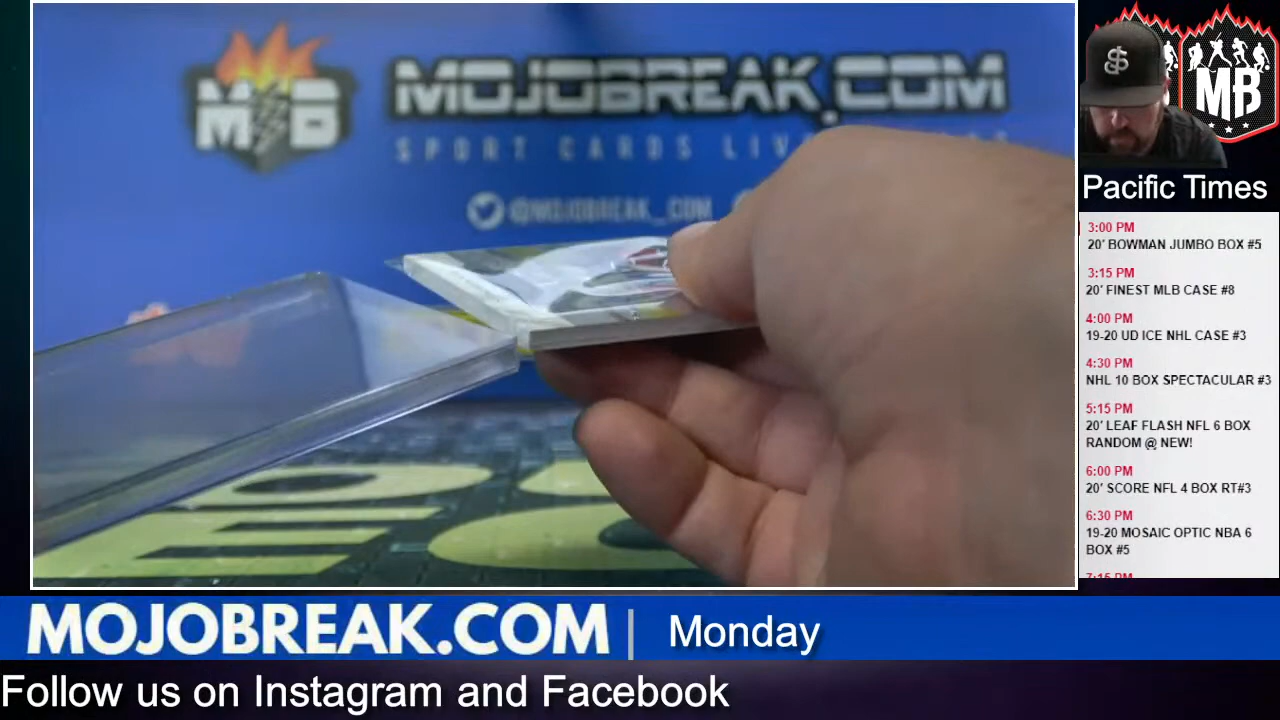 MB
MOJOBREAK.COM
SPORT CARDS LIV
@MOJOBREAK_COM
MB
Pacific Times
3:00 PM
20' BOWMAN JUMBO BOX #5
3:15 PM
20' FINEST MLB CASE #8
4:00 PM
19-20 UD ICE NHL CASE #3
4:30 PM
NHL 10 BOX SPECTACULAR #3
5:15 PM
20' LEAF FLASH NFL 6 BOX
RANDOM @ NEW!
6:00 PM
20' SCORE NFL 4 BOX RT#3
6:30 PM
19-20 MOSAIC OPTIC NBA 6
BOX #5
7:15 PM
MOJOBREAK.COM | Monday
Follow us on Instagram and Facebook